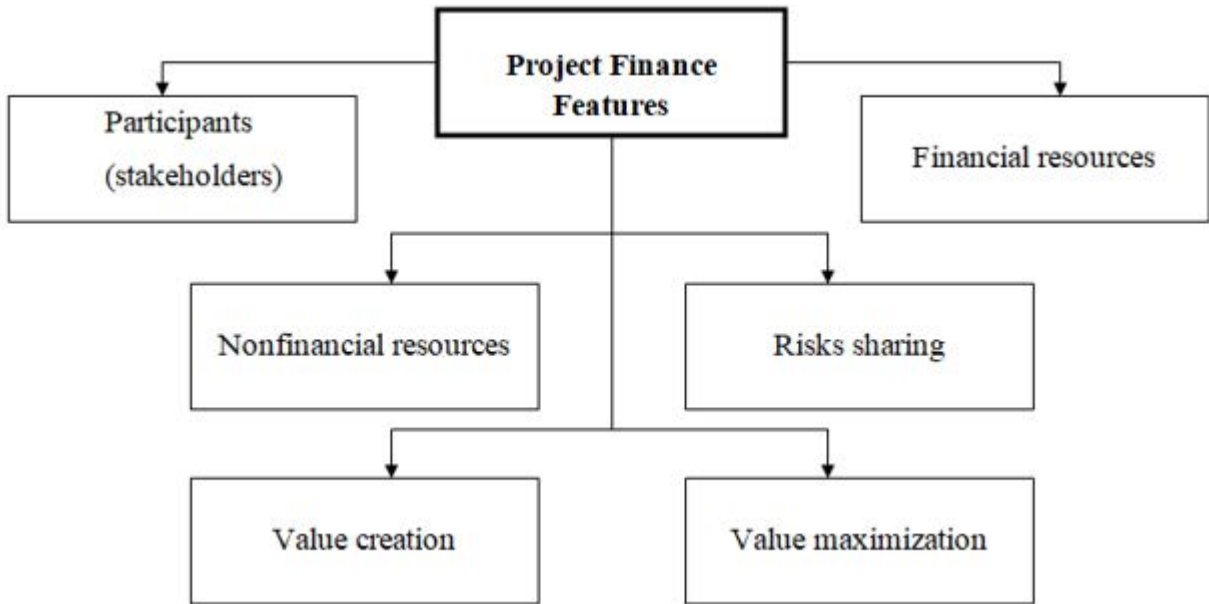 Project Finance
Features
Participants
(stakeholders)
Financial resources
Nonfinancial resources
Risks sharing
Value creation
Value maximization